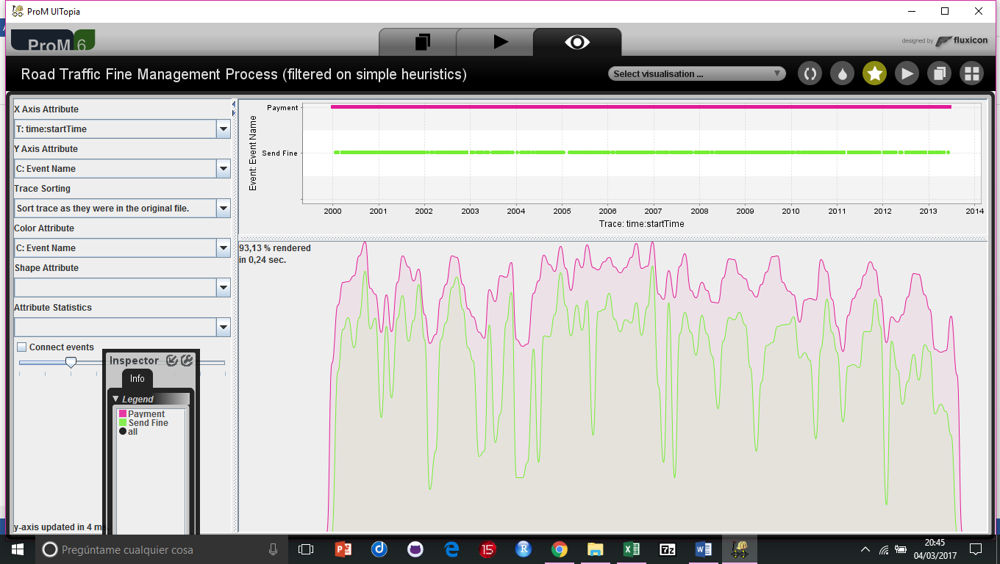 ProM UITopia
ProM 6
designed by fluxicon
Road Traffic Fine Management Process (filtered on simple heuristics)
Select visualisation ...
X Axis Attribute
T: time:startTime
Y Axis Attribute
C: Event Name
Trace Sorting
Sort trace as they were in the original file.
Color Attribute
C: Event Name
Shape Attribute
Attribute Statistics
Connect events
Inspector
Info
Legend
Payment
Send Fine
all
y-axis updated in 4 ms.
Event: Event Name
Payment
Send Fine
2000 2001 2002 2003 2004 2005 2006 2007 2008 2009 2010 2011 2012 2013 2014
Trace: time:startTime
93,13 % rendered
in 0,24 sec.
Pregúntame cualquier cosa
15
R
7z
20:45
04/03/2017